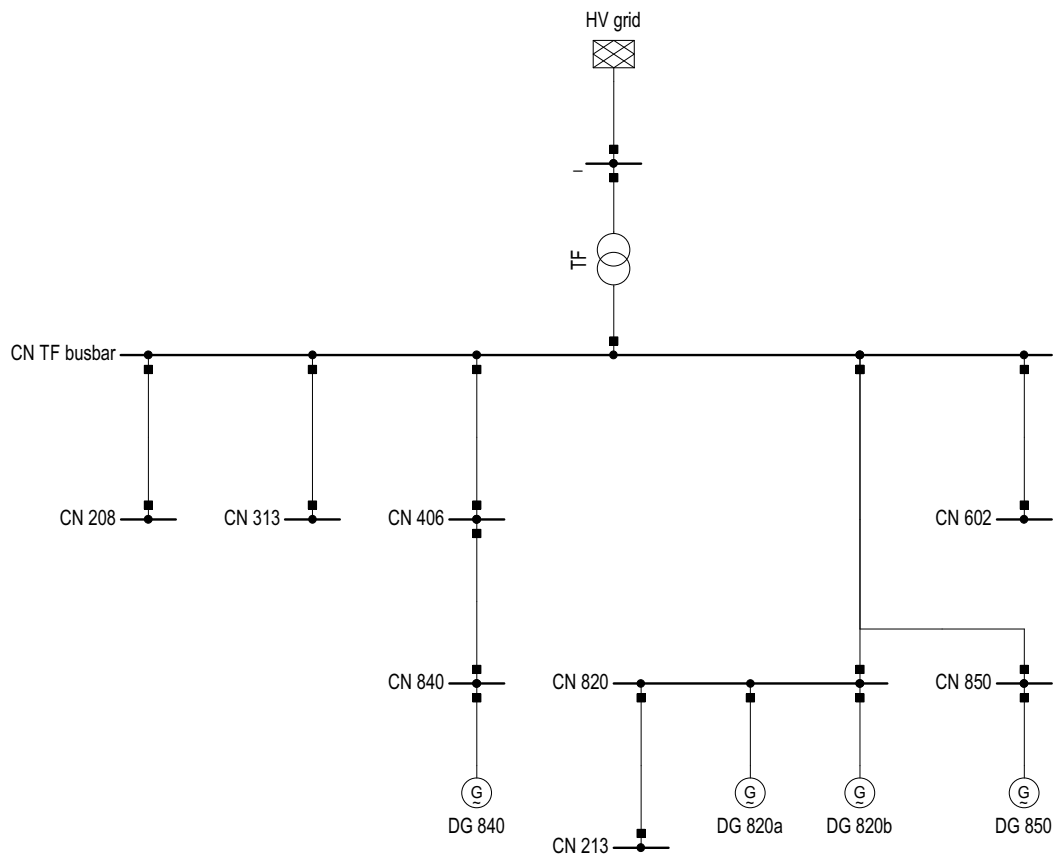 HV grid
_
TF
CN TF busbar
CN 208
CN 313
CN 406
CN 602
CN 840
CN 820
CN 850
G
~
G
~
G
~
G
~
DG 840
DG 820a
DG 820b
DG 850
CN 213